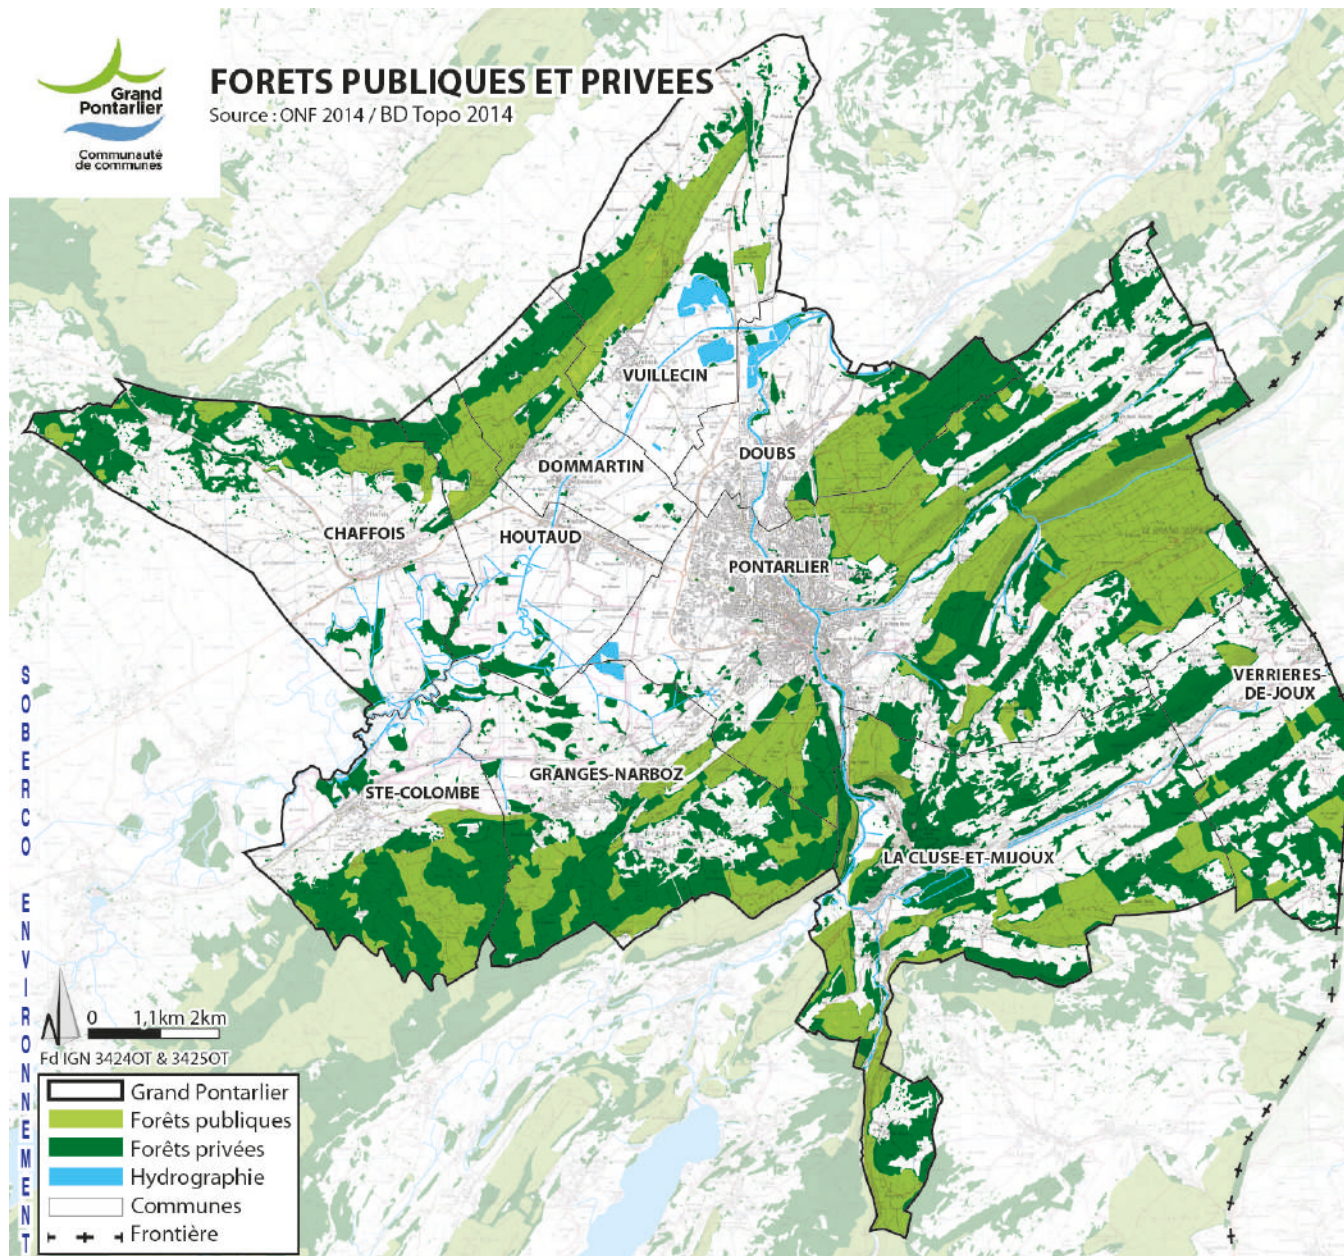 Grand
Pontarlier
Communauté
de communes
FORETS PUBLIQUES ET PRIVEES
Source : ONF 2014 / BD Topo 2014
VUILLECIN
DOUBS
DOMMARTIN
CHAFFOIS
HOUTAUD
PONTARLIER
VERRIERES-
DE-JOUX
GRANGES-NARBOZ
STE-COLOMBE
LA CLUSE-ET-MIJOUX
SOBERCO ENVIRONNEMENT
0 1,1km 2km
Fd IGN 3424OT & 3425OT
Grand Pontarlier
Forêts publiques
Forêts privées
Hydrographie
Communes
Frontière